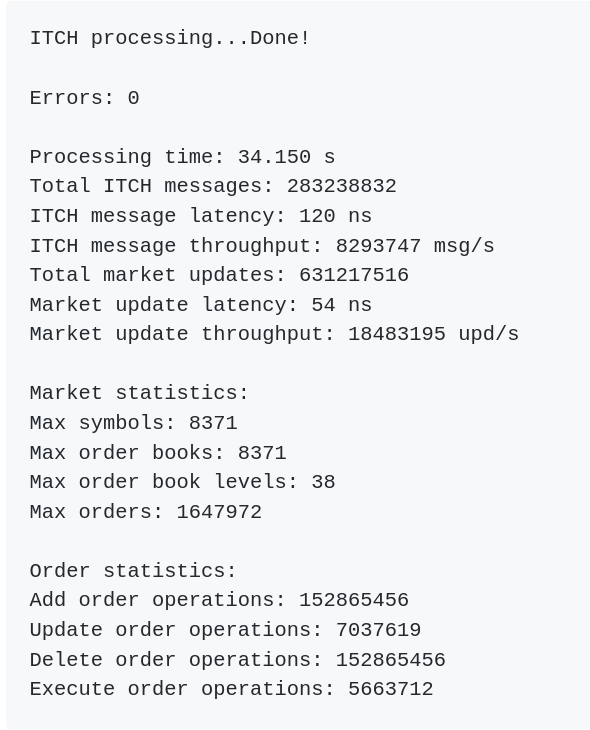 ITCH processing...Done!
Errors: 0
Processing time: 34.150 s
Total ITCH messages: 283238832
ITCH message latency: 120 ns
ITCH message throughput: 8293747 msg/s
Total market updates: 631217516
Market update latency: 54 ns
Market update throughput: 18483195 upd/s
Market statistics:
Max symbols: 8371
Max order books: 8371
Max order book levels: 38
Max orders: 1647972
Order statistics:
Add order operations: 152865456
Update order operations: 7037619
Delete order operations: 152865456
Execute order operations: 5663712